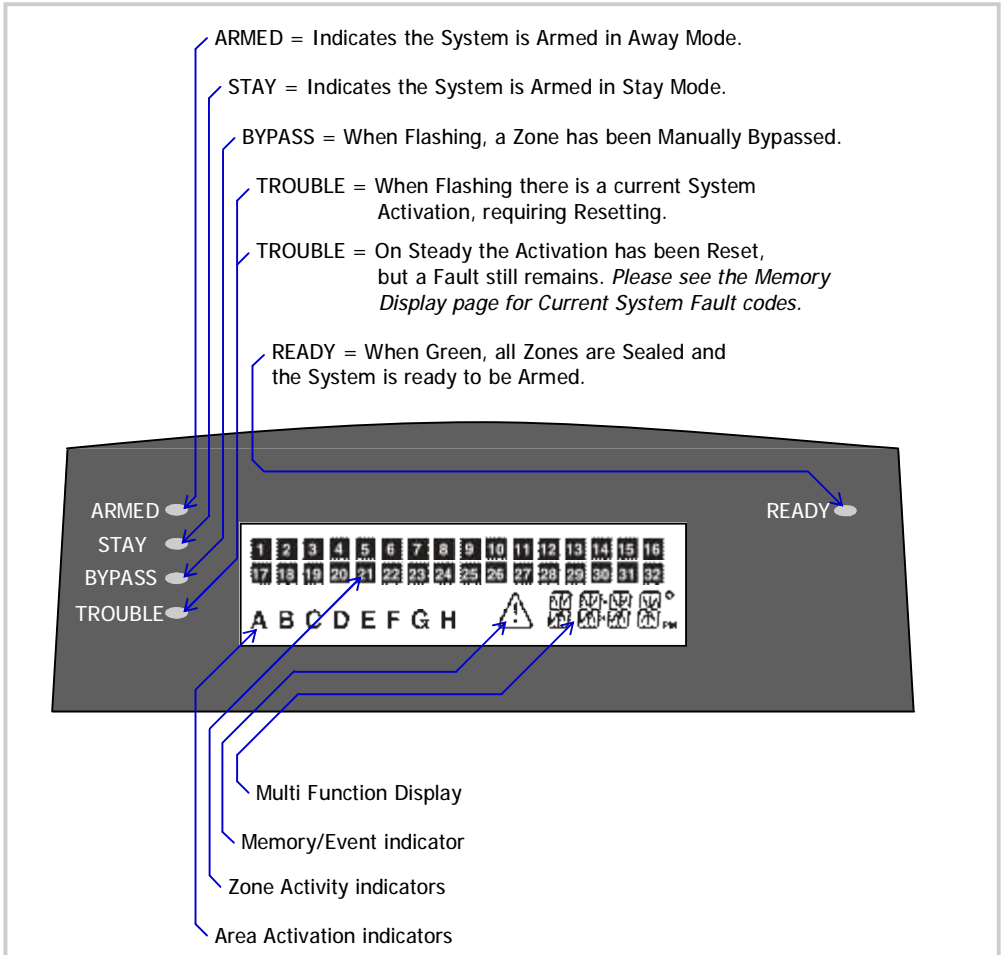 ARMED = Indicates the System is Armed in Away Mode.
STAY = Indicates the System is Armed in Stay Mode.
BYPASS = When Flashing, a Zone has been Manually Bypassed.
TROUBLE = When Flashing there is a current System
Activation, requiring Resetting.
TROUBLE = On Steady the Activation has been Reset,
but a Fault still remains. Please see the Memory
Display page for Current System Fault codes.
READY = When Green, all Zones are Sealed and
the System is ready to be Armed.
ARMED
READY
STAY
BYPASS
TROUBLE
1 2 3 4 5 6 7 8 9 10 11 12 13 14 15 16
17 18 19 20 21 22 23 24 25 26 27 28 29 30 31 32
A B C D E F G H
PM
Multi Function Display
Memory/Event indicator
Zone Activity indicators
Area Activation indicators